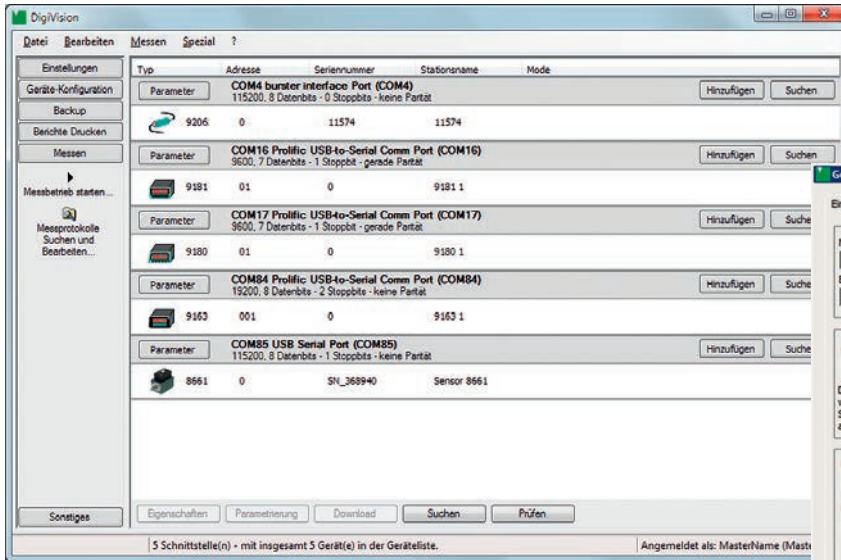 DigiVision
Datei Bearbeiten Messen Spezial ?
Einstellungen
Geräte-Konfiguration
Backup
Berichte Drucken
Messen
Messbetrieb starten...
Messprotokolle
Suchen und
Bearbeiten...
Sonstiges
Typ Adresse Seriennummer Stationsname Mode
Parameter COM4 burster interface Port (COM4) Hinzufügen Suchen
115200, 8 Datenbits - 0 Stoppbits - keine Parität
9206 0 11574 11574
Parameter COM16 Prolific USB-to-Serial Comm Port (COM16) Hinzufügen Suchen
9600, 7 Datenbits - 1 Stoppbit - gerade Parität
9181 01 0 9181 1
Parameter COM17 Prolific USB-to-Serial Comm Port (COM17) Hinzufügen Suche
9600, 7 Datenbits - 1 Stoppbit - gerade Parität
9180 01 0 9180 1
Parameter COM84 Prolific USB-to-Serial Comm Port (COM84) Hinzufügen Suche
19200, 8 Datenbits - 2 Stoppbits - keine Parität
9163 001 0 9163 1
Parameter COM85 USB Serial Port (COM85) Hinzufügen Suche
115200, 8 Datenbits - 1 Stoppbits - keine Parität
8661 0 SN_368940 Sensor 8661
Eigenschaften Parametrierung Download Suchen Prüfen
5 Schnittstelle(n) - mit insgesamt 5 Gerät(e) in der Geräteliste. Angemeldet als: MasterName (Maste